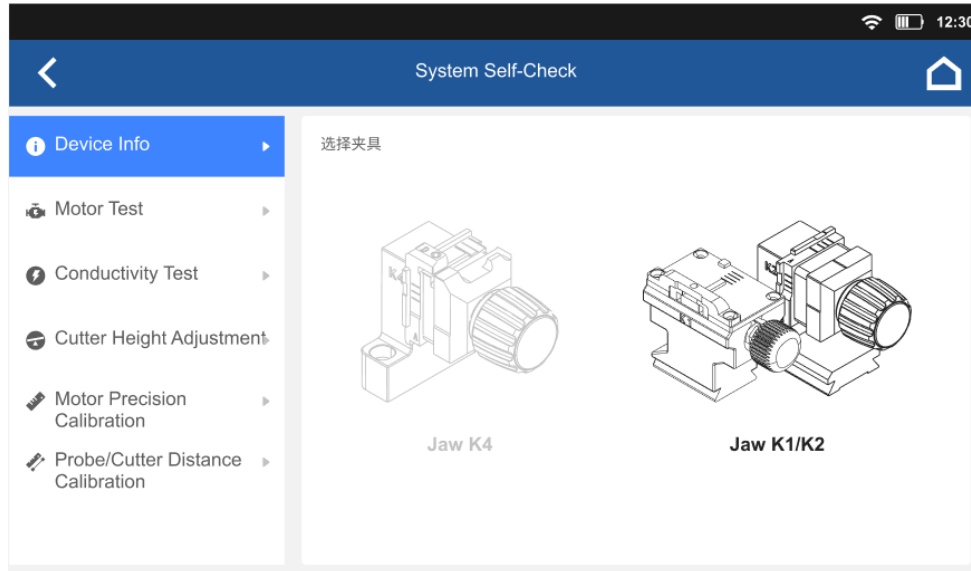 12:30
System Self-Check
Device Info
Motor Test
Conductivity Test
Cutter Height Adjustment
Motor Precision
Calibration
Probe/Cutter Distance
Calibration
选择夹具
Jaw K4
Jaw K1/K2